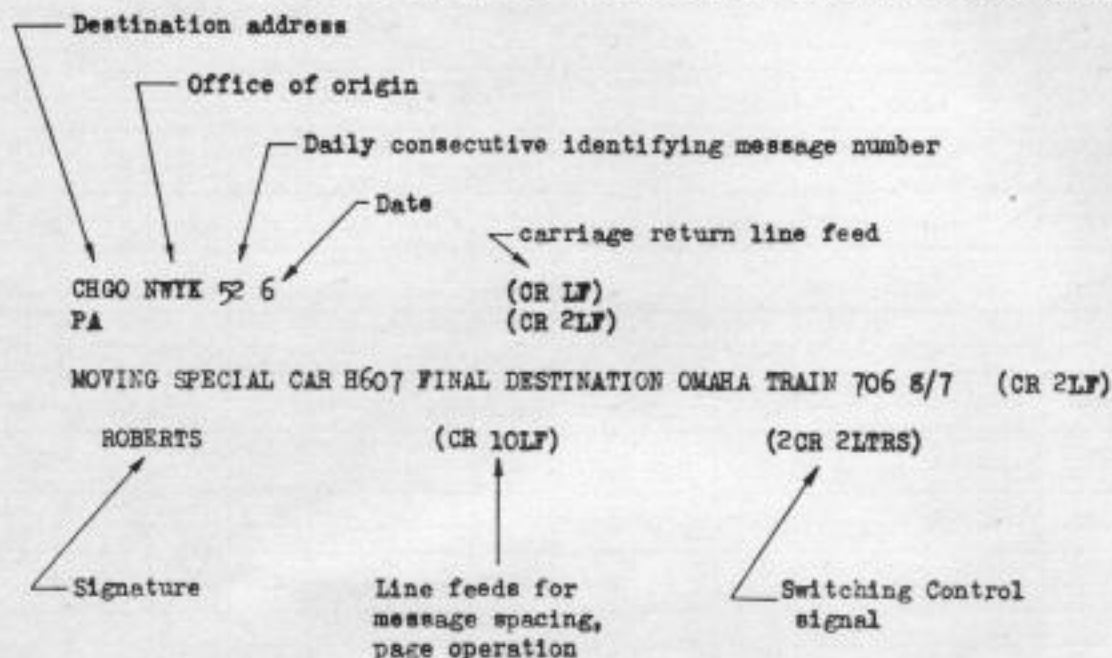 Destination address
Office of origin
Daily consecutive identifying message number
Date
carriage return line feed
CHGO NWYK 52 6 (CR LF)
PA (CR 2LF)
MOVING SPECIAL CAR H607 FINAL DESTINATION OMAHA TRAIN 706 8/7 (CR 2LF)
ROBERTS (CR 10LF) (2CR 2LTRS)
Signature Line feeds for Switching Control
message spacing, signal
page operation